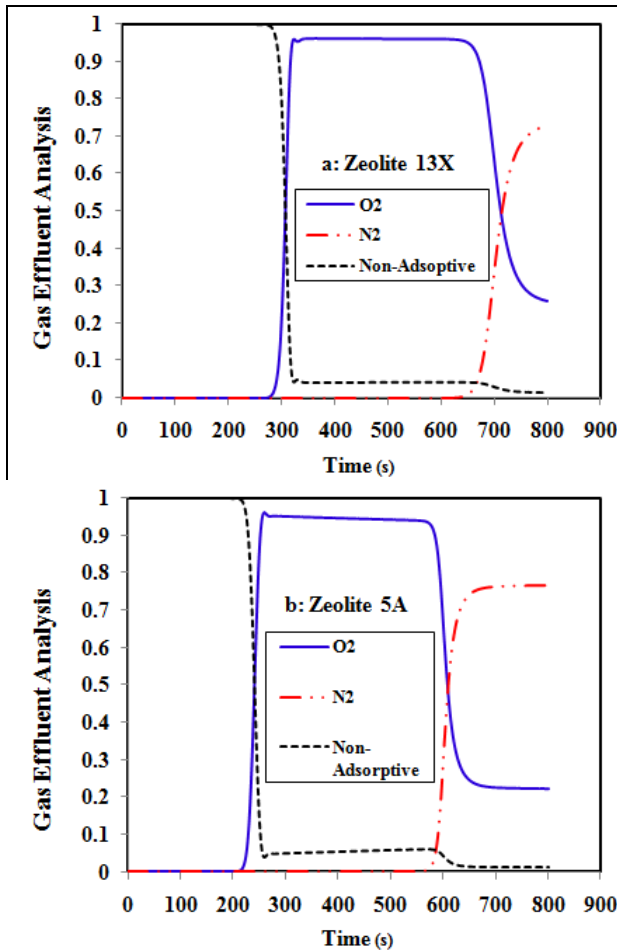 1
0.9
0.8
0.7
0.6
0.5
0.4
0.3
0.2
0.1
0
Gas Effluent Analysis
a: Zeolite 13X
O2
N2
Non-Adsoptive
0 100 200 300 400 500 600 700 800 900
Time (s)
1
0.9
0.8
0.7
0.6
0.5
0.4
0.3
0.2
0.1
0
Gas Effluent Analysis
b: Zeolite 5A
O2
N2
Non-
Adsorptive
0 100 200 300 400 500 600 700 800 900
Time (s)